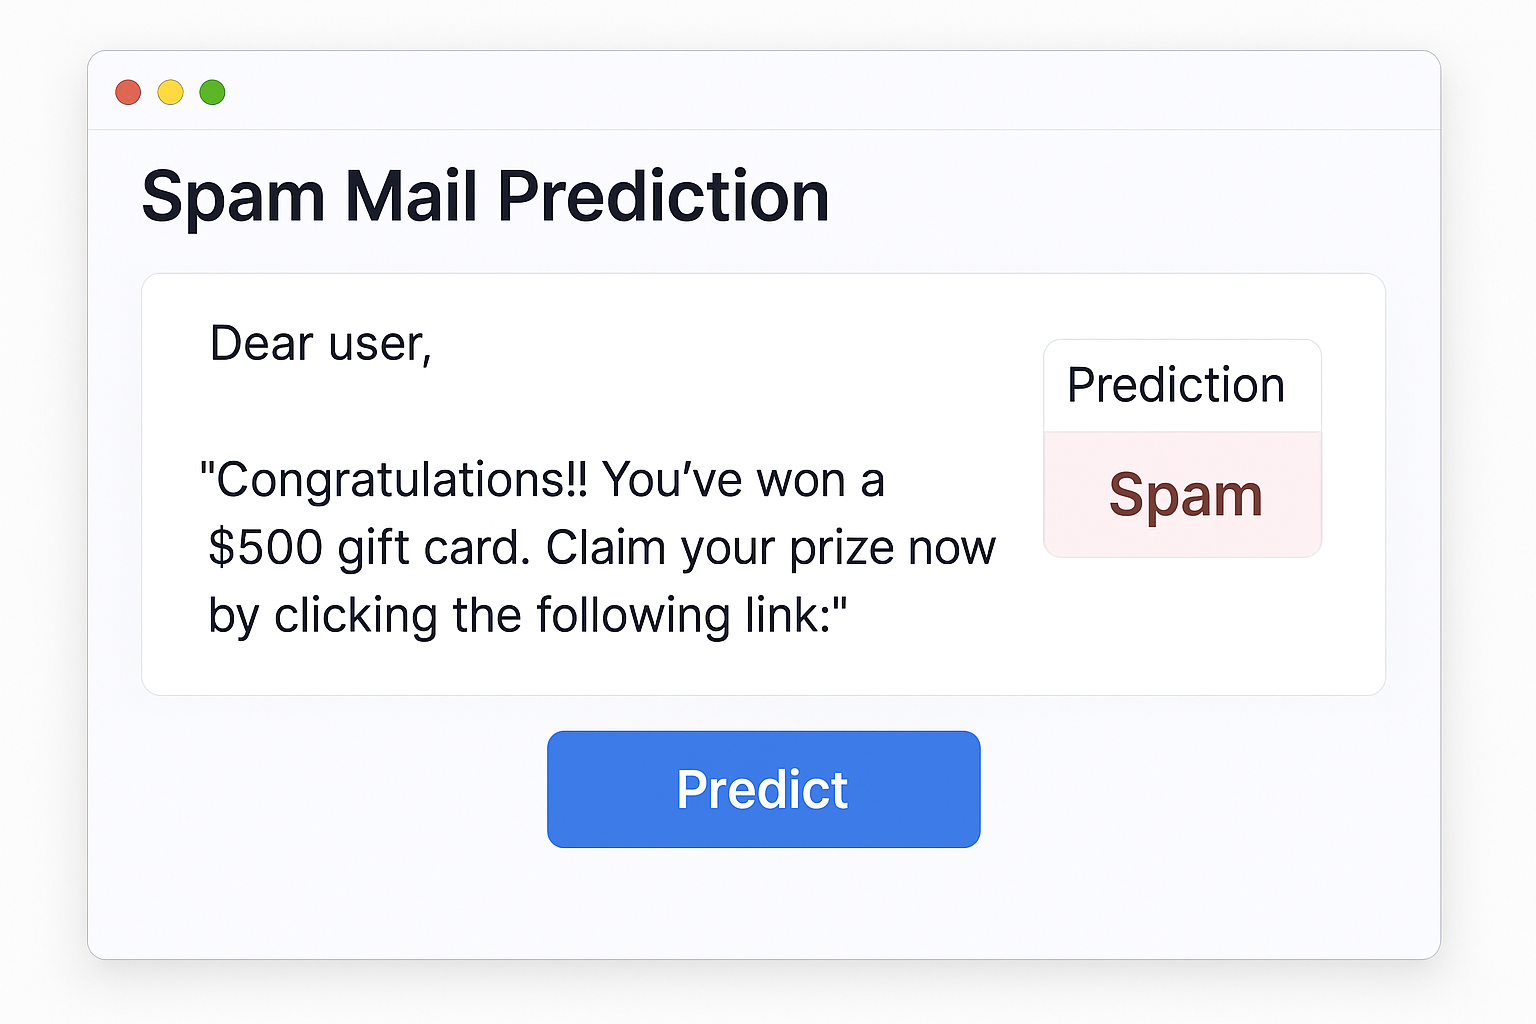 Spam Mail Prediction
Dear user,
"Congratulations!! You’ve won a
$500 gift card. Claim your prize now
by clicking the following link:"
Prediction
Spam
Predict